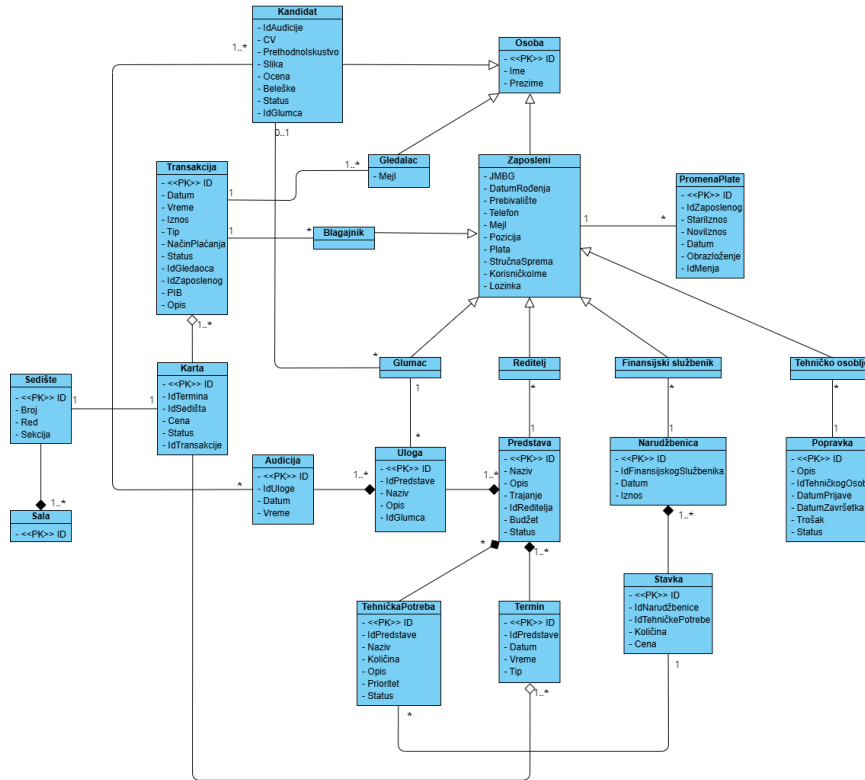 Kandidat
- IdAudicije
- CV
- PrethodnoIskustvo
- Slika
- Ocena
- Beleške
- Status
- IdGlumca
1..*
0..1
Osoba
- <<PK>> ID
- Ime
- Prezime
Transakcija
- <<PK>> ID
- Datum
- Vreme
- Iznos
- Tip
- NačinPlaćanja
- Status
- IdGledaoca
- IdZaposlenog
- PIB
- Opis
1
1
1..*
Gledalac
- Mejl
1..*
Blagajnik
*
Zaposleni
- JMBG
- DatumRođenja
- Prebivalište
- Telefon
- Mejl
- Pozicija
- Plata
- StručnaSprema
- KorisničkoIme
- Lozinka
1
*
PromenaPlate
- <<PK>> ID
- IdZaposlenog
- StariIznos
- NoviIznos
- Datum
- Obrazloženje
- IdMenja
Sedište
- <<PK>> ID
- Broj
- Red
- Sekcija
1
1
Karta
- <<PK>> ID
- IdTermina
- IdSedišta
- Cena
- Status
- IdTransakcije
Glumac
*
1
Reditelj
*
Finansijski službenik
*
Tehničko osoblje
*
Sala
- <<PK>> ID
1..*
Audicija
- <<PK>> ID
- IdUloge
- Datum
- Vreme
*
1..*
Uloga
- <<PK>> ID
- IdPredstave
- Naziv
- Opis
- IdGlumca
*
1..*
Predstava
- <<PK>> ID
- Naziv
- Opis
- Trajanje
- IdReditelja
- Budžet
- Status
1
*
1..*
Narudžbenica
- <<PK>> ID
- IdFinansijskogSlužbenika
- Datum
- Iznos
1
1..*
Popravka
- <<PK>> ID
- Opis
- IdTehničkogOsob
- DatumPrijave
- DatumZavršetka
- Trošak
- Status
1
TehničkaPotreba
- <<PK>> ID
- IdPredstave
- Naziv
- Količina
- Opis
- Prioritet
- Status
*
Termin
- <<PK>> ID
- IdPredstave
- Datum
- Vreme
- Tip
1..*
Stavka
- <<PK>> ID
- IdNarudžbenice
- IdTehničkePotrebe
- Količina
- Cena
1